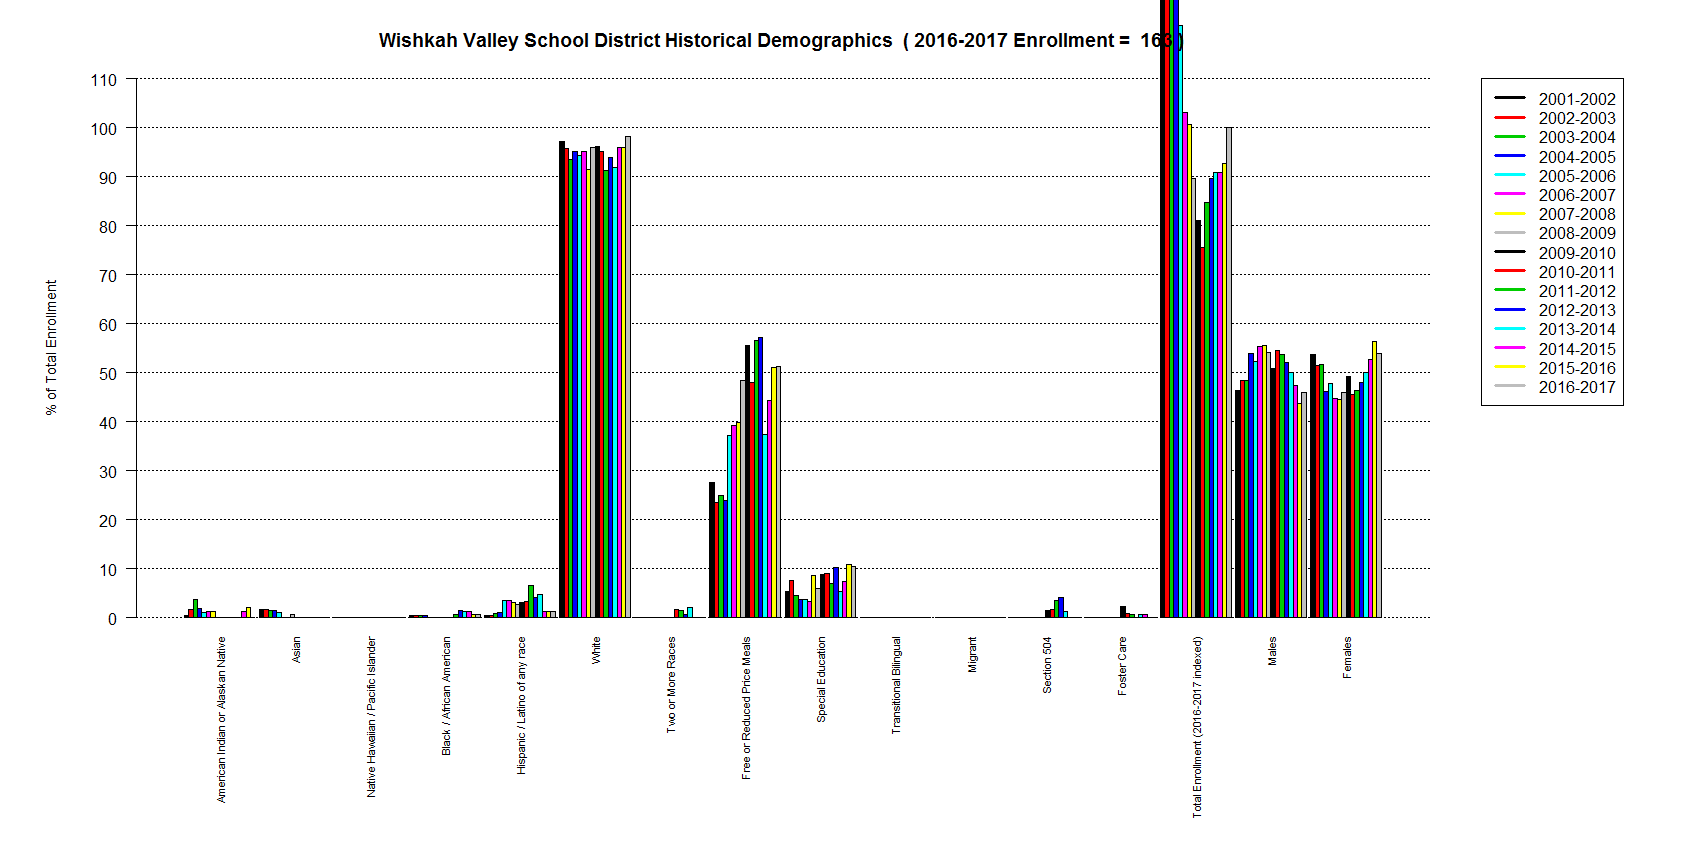 Wishkah Valley School District Historical Demographics ( 2016-2017 Enrollment = 163 )
% of Total Enrollment
110
100
90
80
70
60
50
40
30
20
10
0
American Indian or Alaskan Native
Asian
Native Hawaiian / Pacific Islander
Black / African American
Hispanic / Latino of any race
White
Two or More Races
Free or Reduced Price Meals
Special Education
Transitional Bilingual
Migrant
Section 504
Foster Care
Total Enrollment (2016-2017 indexed)
Males
Females
2001-2002
2002-2003
2003-2004
2004-2005
2005-2006
2006-2007
2007-2008
2008-2009
2009-2010
2010-2011
2011-2012
2012-2013
2013-2014
2014-2015
2015-2016
2016-2017